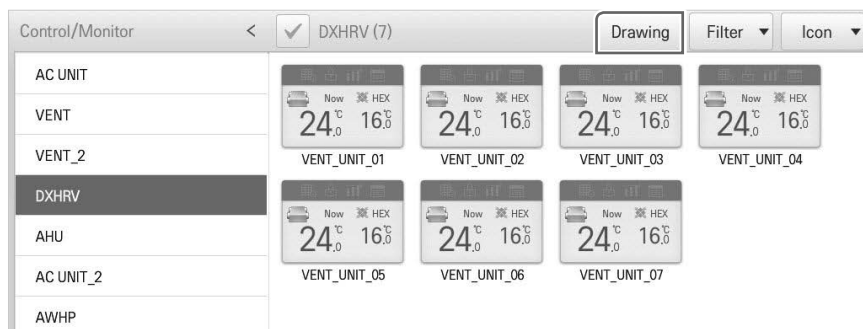 Control/Monitor < DXHRV (7) Drawing Filter ▼ Icon ▼
AC UNIT
VENT
VENT_2
DXHRV
AHU
AC UNIT_2
AWHP
Now HEX Now HEX Now HEX Now HEX
24.0℃ 16.0℃ 24.0℃ 16.0℃ 24.0℃ 16.0℃ 24.0℃ 16.0℃
VENT_UNIT_01 VENT_UNIT_02 VENT_UNIT_03 VENT_UNIT_04
Now HEX Now HEX Now HEX
24.0℃ 16.0℃ 24.0℃ 16.0℃ 24.0℃ 16.0℃
VENT_UNIT_05 VENT_UNIT_06 VENT_UNIT_07